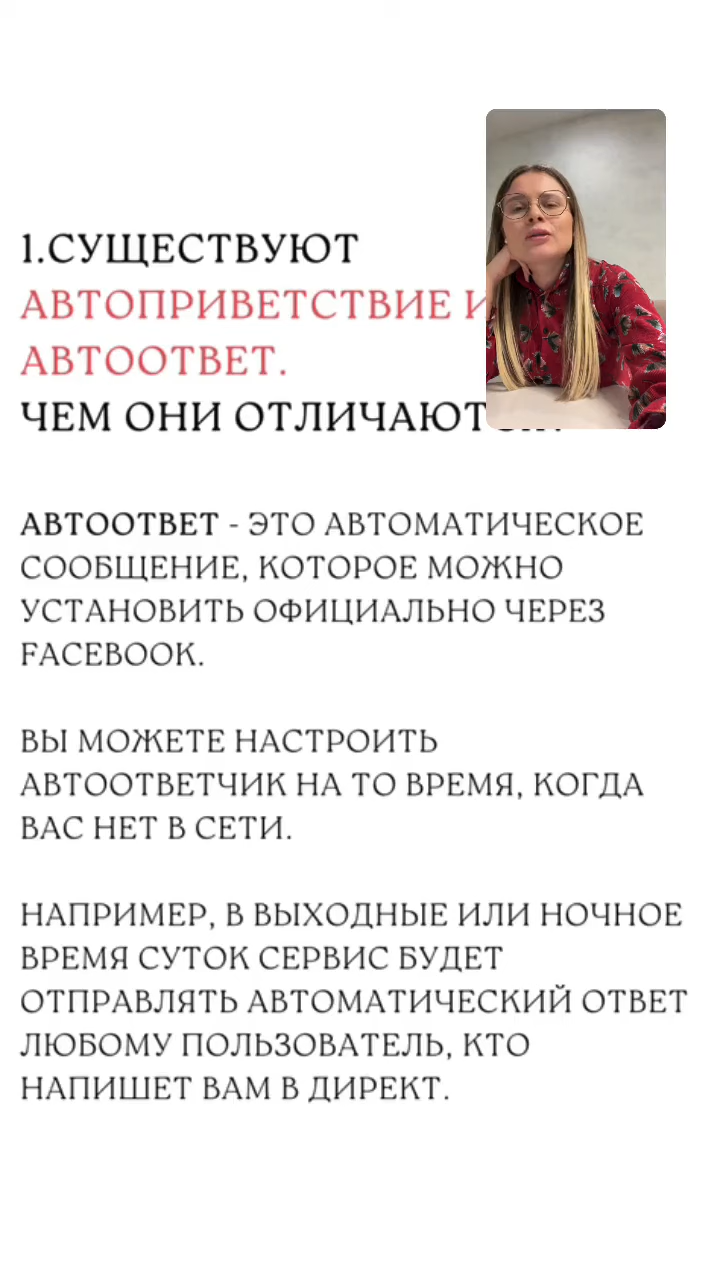 1.СУЩЕСТВУЮТ
АВТОПРИВЕТСТВИЕ И
АВТООТВЕТ.
ЧЕМ ОНИ
АВТООТВЕТ - ЭТО АВТОМАТИЧЕСКОЕ
СООБЩЕНИЕ, КОТОРОЕ МОЖНО
УСТАНОВИТЬ ОФИЦИАЛЬНО ЧЕРЕЗ
FACEBOOK.
ВЫ МОЖЕТЕ НАСТРОИТЬ
АВТООТВЕТЧИК НА ТО ВРЕМЯ, КОГДА
ВАС НЕТ В СЕТИ.
НАПРИМЕР, В ВЫХОДНЫЕ ИЛИ НОЧНОЕ
ВРЕМЯ СУТОК СЕРВИС БУДЕТ
ОТПРАВЛЯТЬ АВТОМАТИЧЕСКИЙ ОТВЕТ
ЛЮБОМУ ПОЛЬЗОВАТЕЛЬ, КТО
НАПИШЕТ ВАМ В ДИРЕКТ.